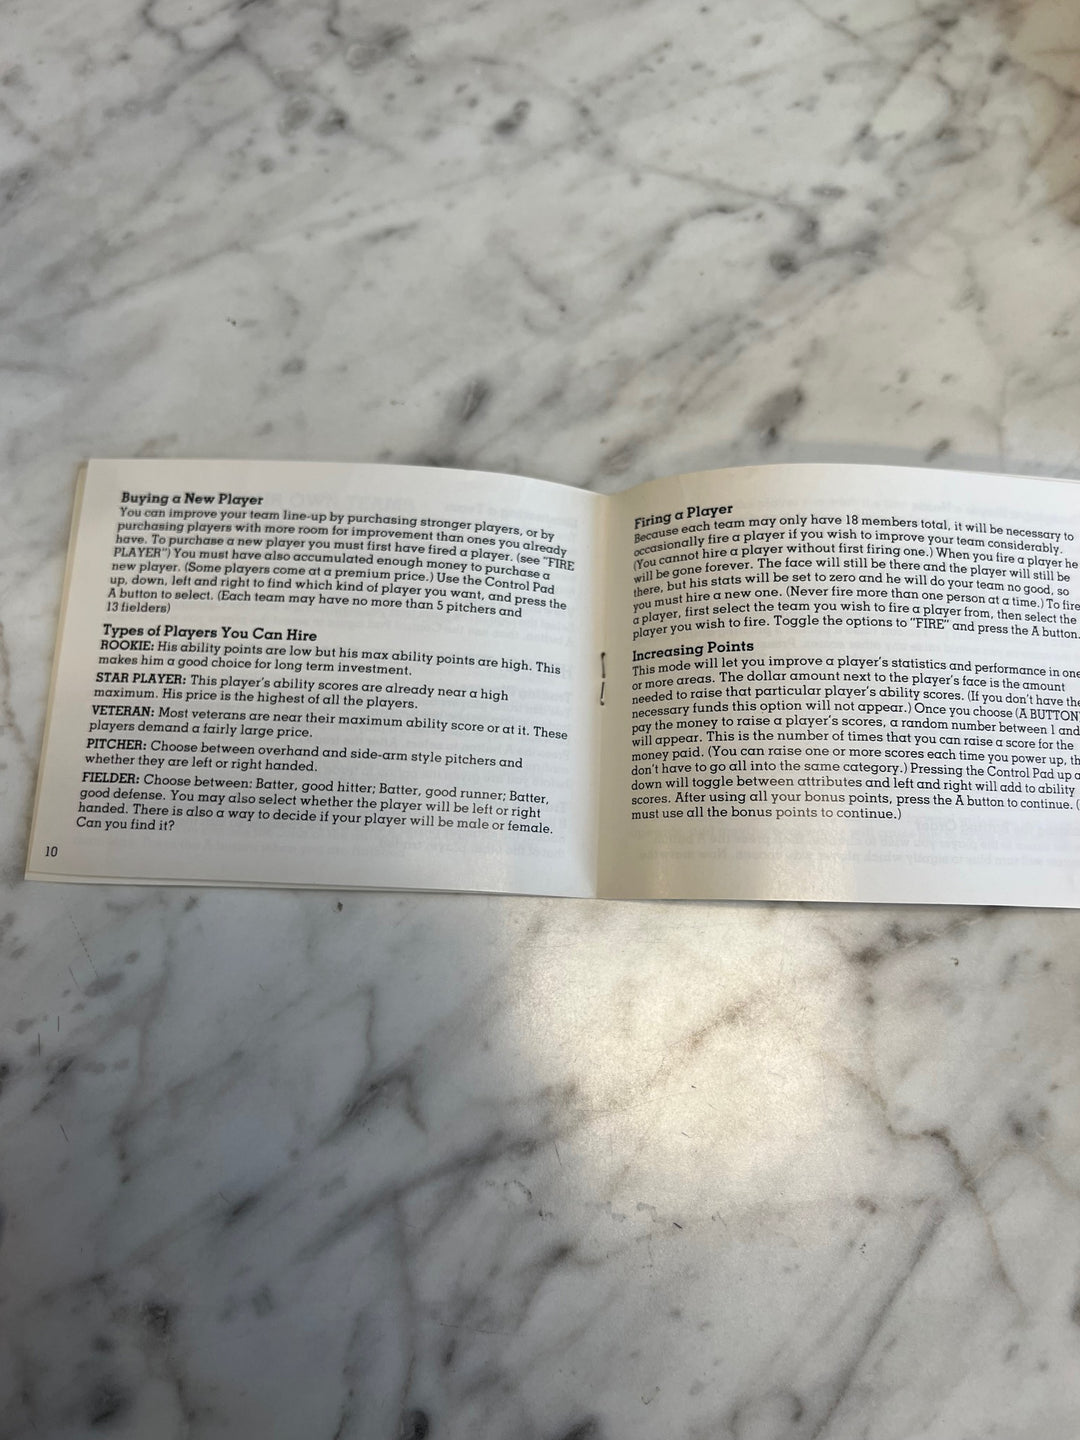 Buying a New Player
You can improve your team line-up by purchasing stronger players, or by
purchasing players with more room for improvement than ones you already
have. To purchase a new player you must first have fired a player. (see "FIRE
PLAYER") You must have also accumulated enough money to purchase a
new player. (Some players come at a premium price.) Use the Control Pad
up, down, left and right to find which kind of player you want, and press the
A button to select. (Each team may have no more than 5 pitchers and
13 fielders)
Types of Players You Can Hire
ROOKIE: His ability points are low but his max ability points are high. This
makes him a good choice for long term investment.
STAR PLAYER: This player's ability scores are already near a high
maximum. His price is the highest of all the players.
VETERAN: Most veterans are near their maximum ability score or at it. These
players demand a fairly large price.
PITCHER: Choose between overhand and side-arm style pitchers and
whether they are left or right handed.
FIELDER: Choose between: Batter, good hitter; Batter, good runner; Batter,
good defense. You may also select whether the player will be left or right
handed. There is also a way to decide if your player will be male or female.
Can you find it?
10
Firing a Player
Because each team may only have 18 members total, it will be necessary to
occasionally fire a player if you wish to improve your team considerably.
(You cannot hire a player without first firing one.) When you fire a player he
will be gone forever. The face will still be there and the player will still be
there, but his stats will be set to zero and he will do your team no good, so
you must hire a new one. (Never fire more than one person at a time.) To fire
a player, first select the team you wish to fire a player from, then select the
player you wish to fire. Toggle the options to "FIRE" and press the A button.
Increasing Points
This mode will let you improve a player's statistics and performance in one
or more areas. The dollar amount next to the player's face is the amount
needed to raise that particular player's ability scores. (If you don't have the
necessary funds this option will not appear.) Once you choose (A BUTTON)
pay the money to raise a player's scores, a random number between 1 and
will appear. This is the number of times that you can raise a score for the
money paid. (You can raise one or more scores each time you power up,
don't have to go all into the same category.) Pressing the Control Pad up
down will toggle between attributes and left and right will add to ability
scores. After using all your bonus points, press the A button to continue. (
must use all the bonus points to continue.)